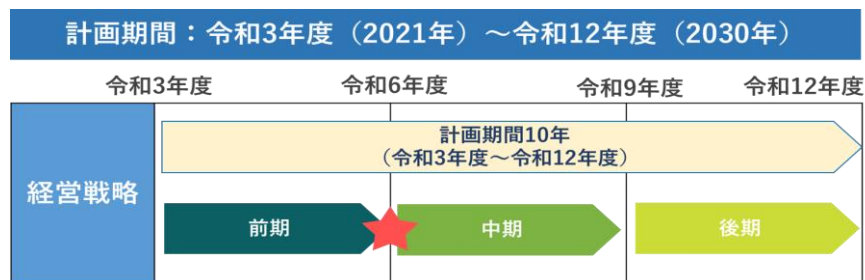 計画期間：令和3年度（2021年）～令和12年度（2030年）
令和3年度 令和6年度 令和9年度 令和12年度
計画期間10年
（令和3年度～令和12年度）
経営戦略
前期 中期 後期